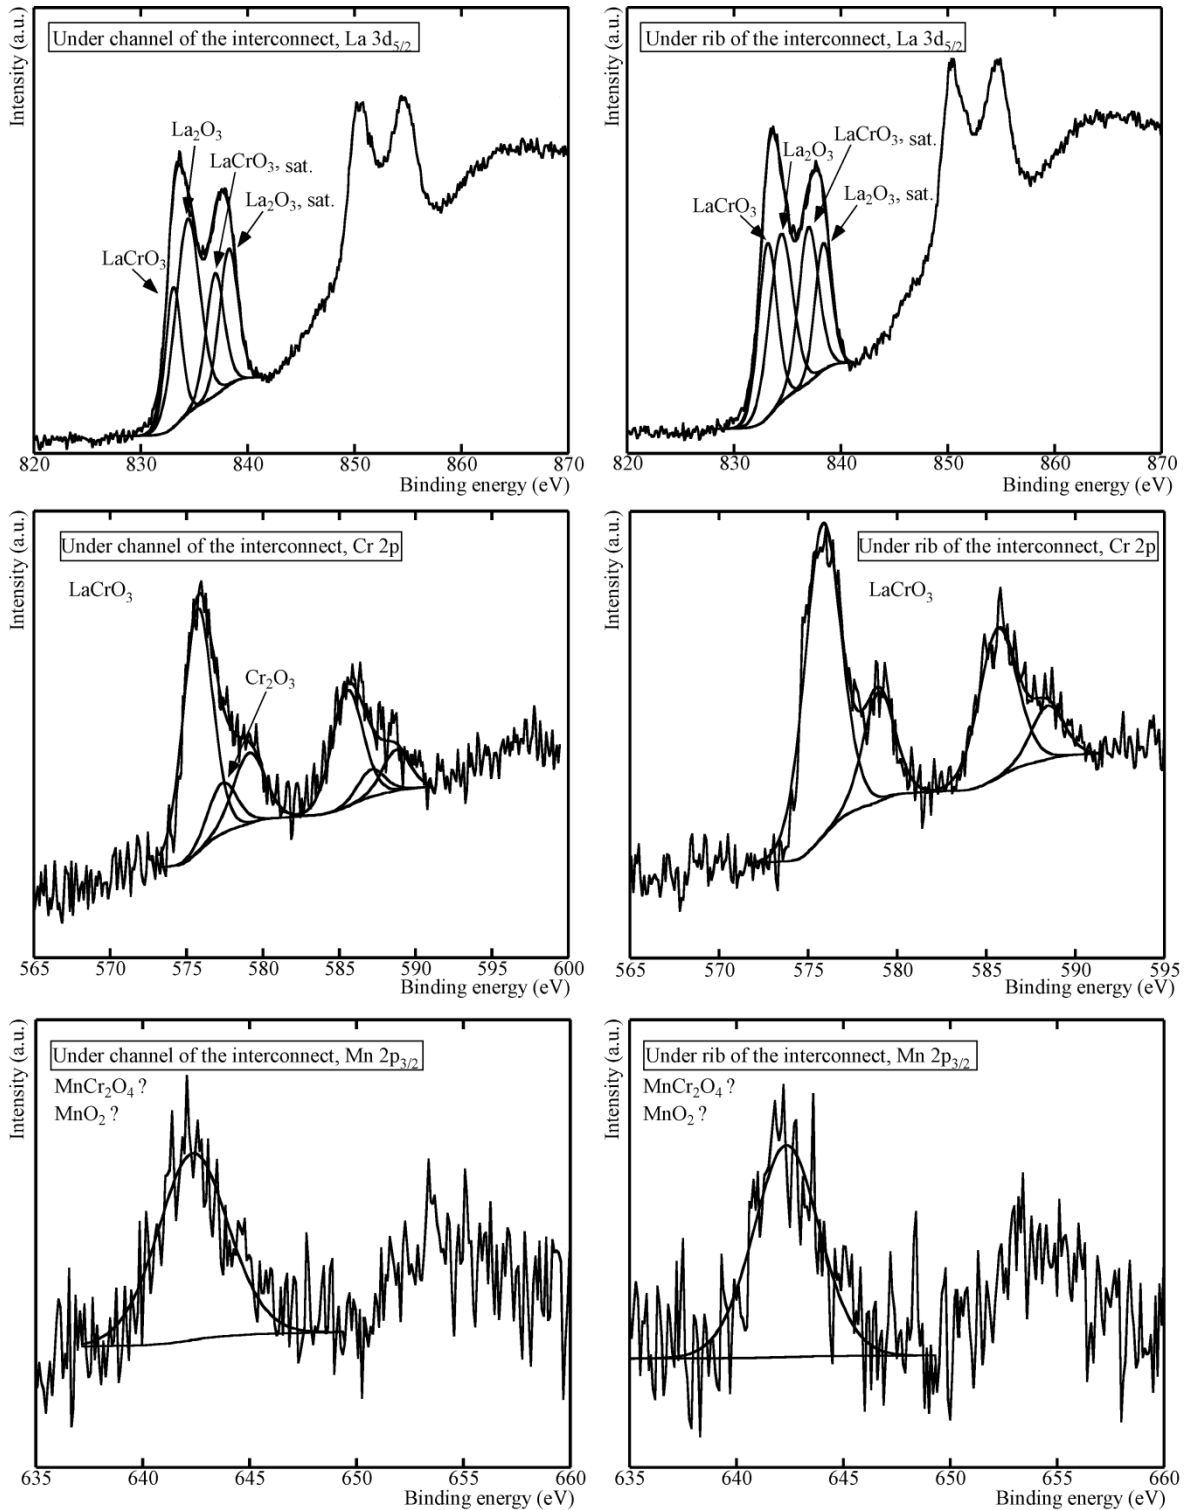 Intensity (a.u.)
Under channel of the interconnect, La 3d5/2
La2O3
LaCrO3, sat.
La2O3, sat.
LaCrO3
820 830 840 850 860 870
Binding energy (eV)
Intensity (a.u.)
Under rib of the interconnect, La 3d5/2
LaCrO3, sat.
La2O3
La2O3, sat.
LaCrO3
820 830 840 850 860 870
Binding energy (eV)
Intensity (a.u.)
Under channel of the interconnect, Cr 2p
LaCrO3
Cr2O3
565 570 575 580 585 590 595 600
Binding energy (eV)
Intensity (a.u.)
Under rib of the interconnect, Cr 2p
LaCrO3
565 570 575 580 585 590 595
Binding energy (eV)
Intensity (a.u.)
Under channel of the interconnect, Mn 2p3/2
MnCr2O4 ?
MnO2 ?
635 640 645 650 655 660
Binding energy (eV)
Intensity (a.u.)
Under rib of the interconnect, Mn 2p3/2
MnCr2O4 ?
MnO2 ?
635 640 645 650 655 660
Binding energy (eV)